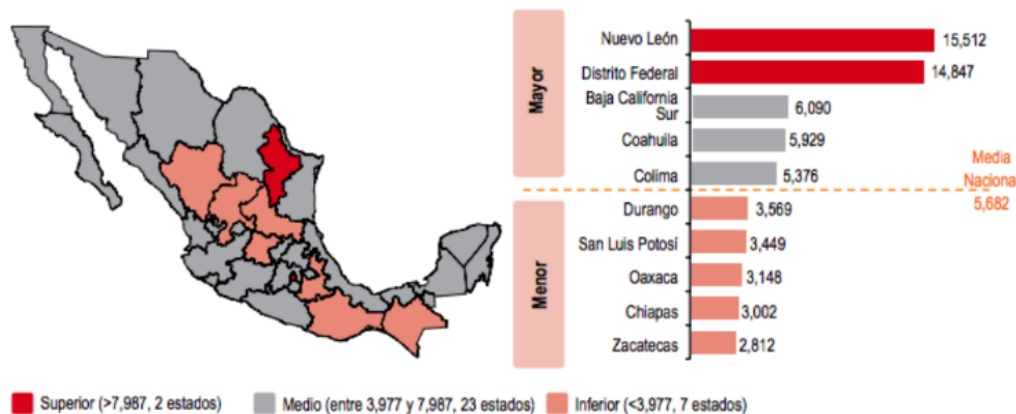 Mayor
Nuevo León 15,512
Distrito Federal 14,847
Baja California
Sur 6,090
Coahuila 5,929
Colima 5,376
Media
Naciona
5,682
Menor
Durango 3,569
San Luis Potosí 3,449
Oaxaca 3,148
Chiapas 3,002
Zacatecas 2,812
Superior (>7,987, 2 estados) Medio (entre 3,977 y 7,987, 23 estados) Inferior (<3,977, 7 estados)